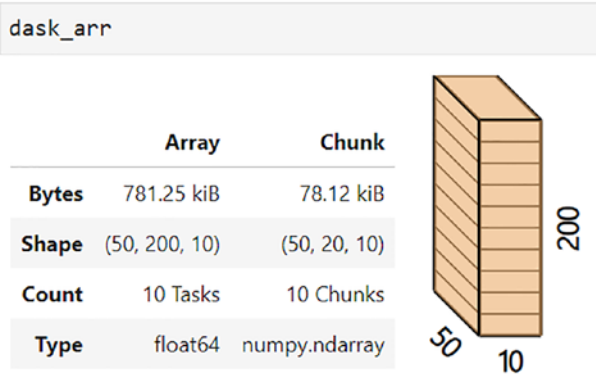 dask_arr
Array Chunk
Bytes 781.25 kiB 78.12 kiB
Shape (50, 200, 10) (50, 20, 10)
Count 10 Tasks 10 Chunks
Type float64 numpy.ndarray
200
50
10